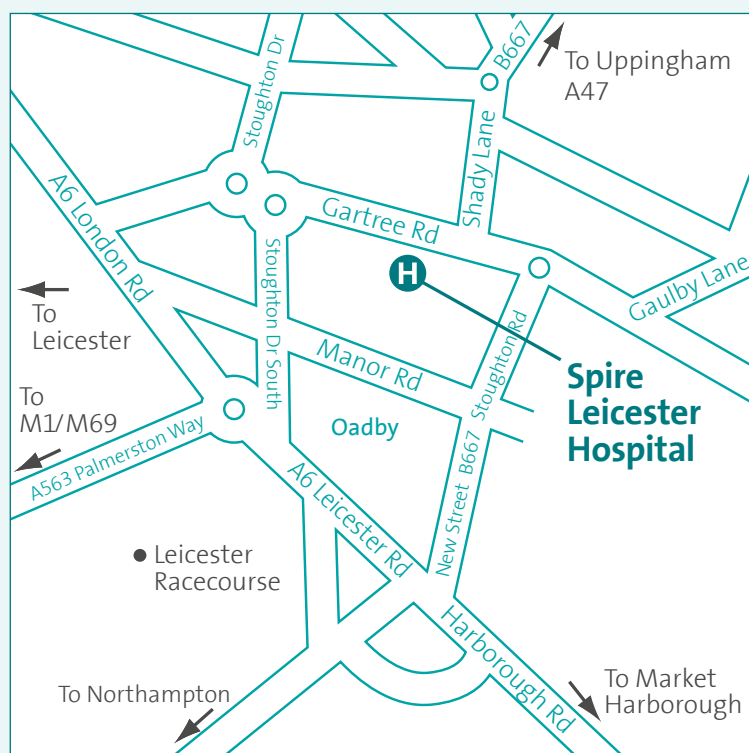 B667
To Uppingham
A47
Stoughton Dr
Shady Lane
A6 London Rd
Gartree Rd
Gaulby Lane
To
Leicester
Stoughton Dr South
Manor Rd
Stoughton Rd
H
Spire
Leicester
Hospital
To
M1/M69
A563 Palmerston Way
Oadby
A6 Leicester Rd
New Street B667
Leicester
Racecourse
Harborough Rd
To Northampton
To Market
Harborough